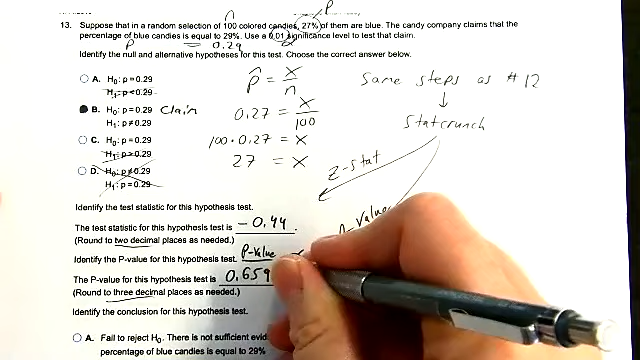 n
p̂
13. Suppose that in a random selection of 100 colored candies, 27% of them are blue. The candy company claims that the
percentage of blue candies is equal to 29%. Use a 0.01 significance level to test that claim.
P = 0.29 α
Identify the null and alternative hypotheses for this test. Choose the correct answer below.
A. H₀: p = 0.29
H₁: p < 0.29
B. H₀: p = 0.29 Claim
H₁: p ≠ 0.29
C. H₀: p = 0.29
H₁: p > 0.29
D. H₀: p ≠ 0.29
H₁: p = 0.29
p̂ = x/n
0.27 = x/100
100 · 0.27 = x
27 = x
Same steps as #12
↓
Statcrunch
Z-stat
P-value
Identify the test statistic for this hypothesis test.
The test statistic for this hypothesis test is -0.44.
(Round to two decimal places as needed.)
Identify the P-value for this hypothesis test. P-value
The P-value for this hypothesis test is 0.659
(Round to three decimal places as needed.)
Identify the conclusion for this hypothesis test.
A. Fail to reject H₀. There is not sufficient
percentage of blue candies is equal to 29%